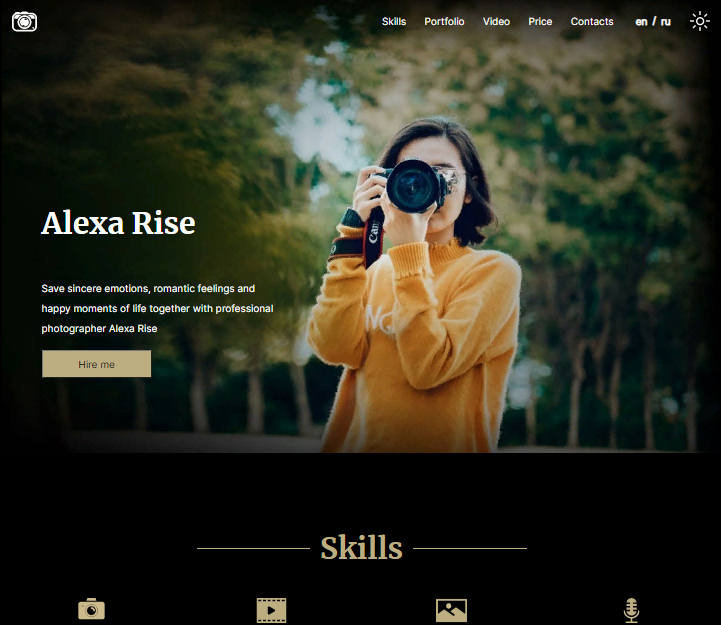 Skills Portfolio Video Price Contacts en / ru
Alexa Rise
Save sincere emotions, romantic feelings and
happy moments of life together with professional
photographer Alexa Rise
Hire me
Skills